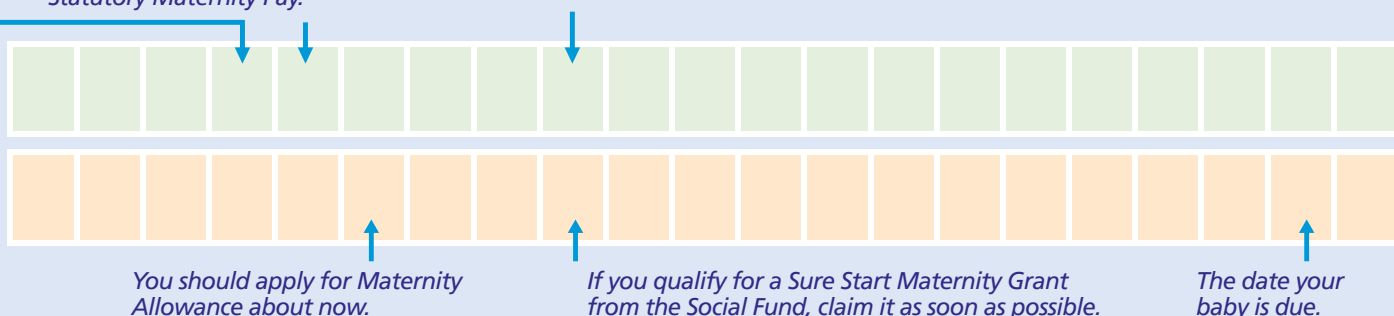 Statutory Maternity Pay.
You should apply for Maternity
Allowance about now.
If you qualify for a Sure Start Maternity Grant
from the Social Fund, claim it as soon as possible.
The date your
baby is due.